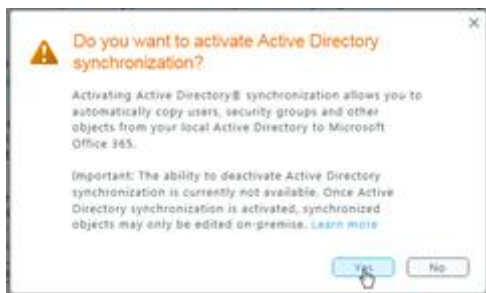 Do you want to activate Active Directory
synchronization?
Activating Active Directory® synchronization allows you to
automatically copy users, security groups and other
objects from your local Active Directory to Microsoft
Office 365.
Important: The ability to deactivate Active Directory
synchronization is currently not available. Once Active
Directory synchronization is activated, synchronized
objects may only be edited on-premise. Learn more
Yes No